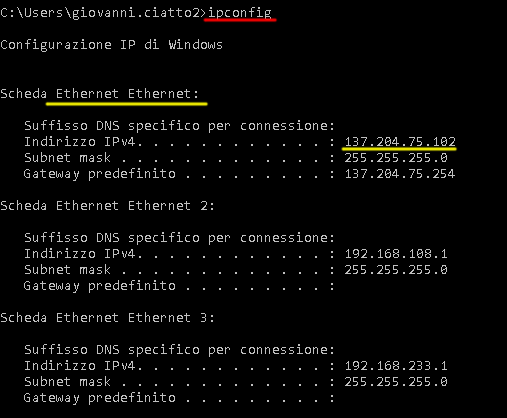 C:\Users\giovanni.ciatto2>ipconfig
Configurazione IP di Windows
Scheda Ethernet Ethernet:
Suffisso DNS specifico per connessione:
Indirizzo IPv4. . . . . . . . . . . . : 137.204.75.102
Subnet mask . . . . . . . . . . . . . : 255.255.255.0
Gateway predefinito . . . . . . . . . : 137.204.75.254
Scheda Ethernet Ethernet 2:
Suffisso DNS specifico per connessione:
Indirizzo IPv4. . . . . . . . . . . . : 192.168.108.1
Subnet mask . . . . . . . . . . . . . : 255.255.255.0
Gateway predefinito . . . . . . . . . :
Scheda Ethernet Ethernet 3:
Suffisso DNS specifico per connessione:
Indirizzo IPv4. . . . . . . . . . . . : 192.168.233.1
Subnet mask . . . . . . . . . . . . . : 255.255.255.0
Gateway predefinito . . . . . . . . . :